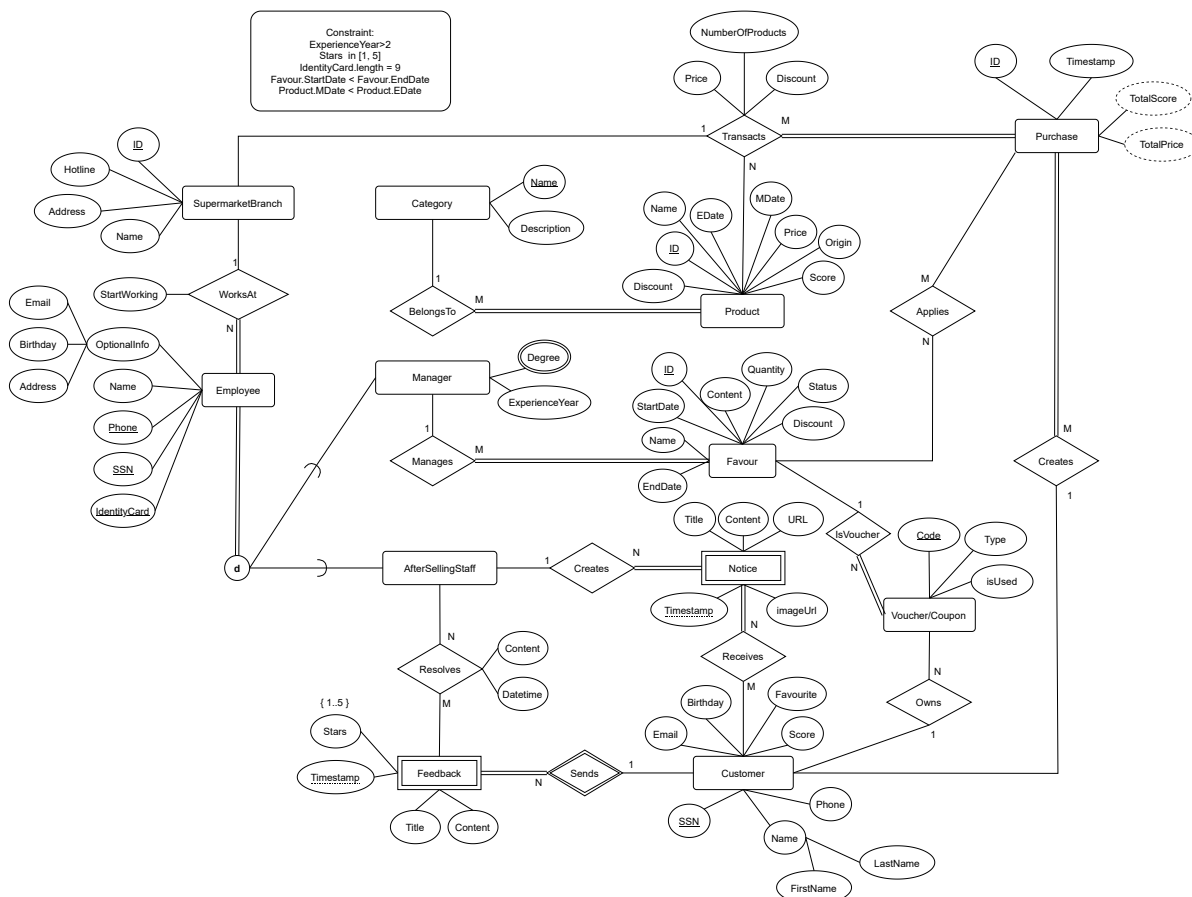 Constraint:
ExperienceYear>2
Stars in [1, 5]
IdentityCard.length = 9
Favour.StartDate < Favour.EndDate
Product.MDate < Product.EDate
NumberOfProducts
Price
Discount
ID
Timestamp
TotalScore
TotalPrice
Purchase
1
Transacts
M
N
ID
Hotline
Address
Name
SupermarketBranch
Category
Name
Description
Name
EDate
MDate
Price
Origin
ID
Score
Discount
Product
1
WorksAt
StartWorking
N
1
BelongsTo
M
M
Applies
N
Email
Birthday
Address
OptionalInfo
Name
Phone
SSN
IdentityCard
Employee
Manager
Degree
ExperienceYear
1
Manages
M
ID
Content
Quantity
Status
StartDate
Discount
Name
EndDate
Favour
M
Creates
1
1
IsVoucher
N
Code
Type
isUsed
Voucher/Coupon
d
AfterSellingStaff
1
Creates
N
Title
Content
URL
Notice
Timestamp
imageUrl
N
Receives
M
N
Resolves
M
Content
Datetime
N
Owns
1
{ 1..5 }
Stars
Timestamp
Feedback
Title
Content
N
Sends
1
Email
Birthday
Favourite
Score
Customer
SSN
Phone
Name
LastName
FirstName